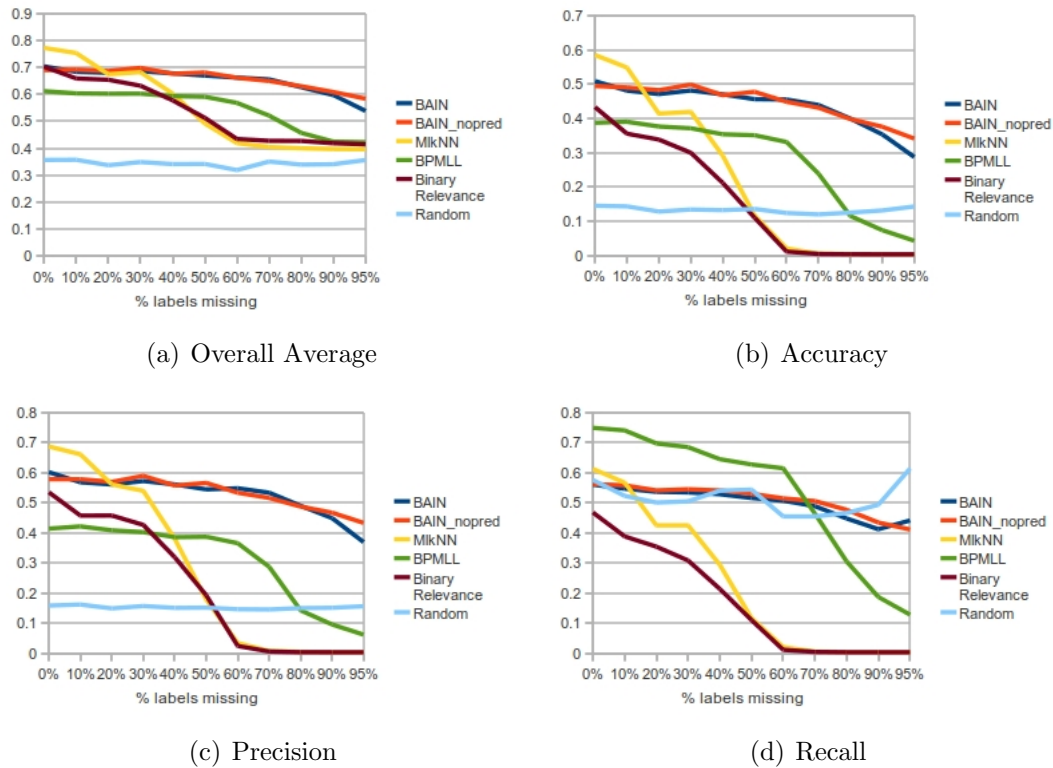 0.9
0.8
0.7
0.6
0.5
0.4
0.3
0.2
0.1
0
0% 10% 20% 30% 40% 50% 60% 70% 80% 90% 95%
% labels missing
BAIN
BAIN_nopred
MlkNN
BPMLL
Binary
Relevance
Random
(a) Overall Average
0.7
0.6
0.5
0.4
0.3
0.2
0.1
0
0% 10% 20% 30% 40% 50% 60% 70% 80% 90% 95%
% labels missing
BAIN
BAIN_nopred
MlkNN
BPMLL
Binary
Relevance
Random
(b) Accuracy
0.8
0.7
0.6
0.5
0.4
0.3
0.2
0.1
0
0% 10% 20% 30% 40% 50% 60% 70% 80% 90% 95%
% labels missing
BAIN
BAIN_nopred
MlkNN
BPMLL
Binary
Relevance
Random
(c) Precision
0.8
0.7
0.6
0.5
0.4
0.3
0.2
0.1
0
0% 10% 20% 30% 40% 50% 60% 70% 80% 90% 95%
% labels missing
BAIN
BAIN_nopred
MlkNN
BPMLL
Binary
Relevance
Random
(d) Recall